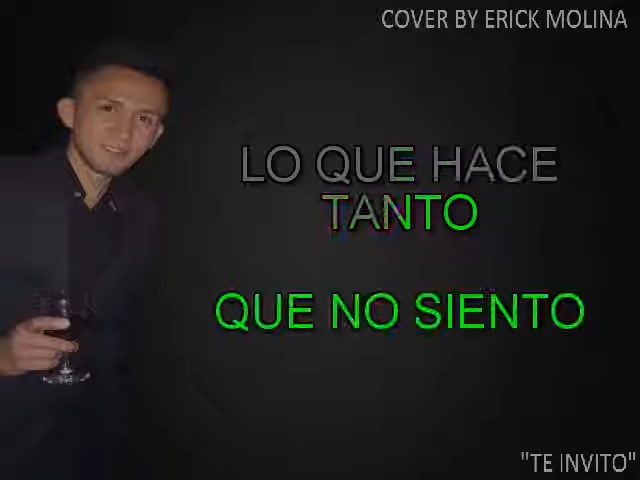 COVER BY ERICK MOLINA
LO QUE HACE
TANTO
QUE NO SIENTO
"TE INVITO"